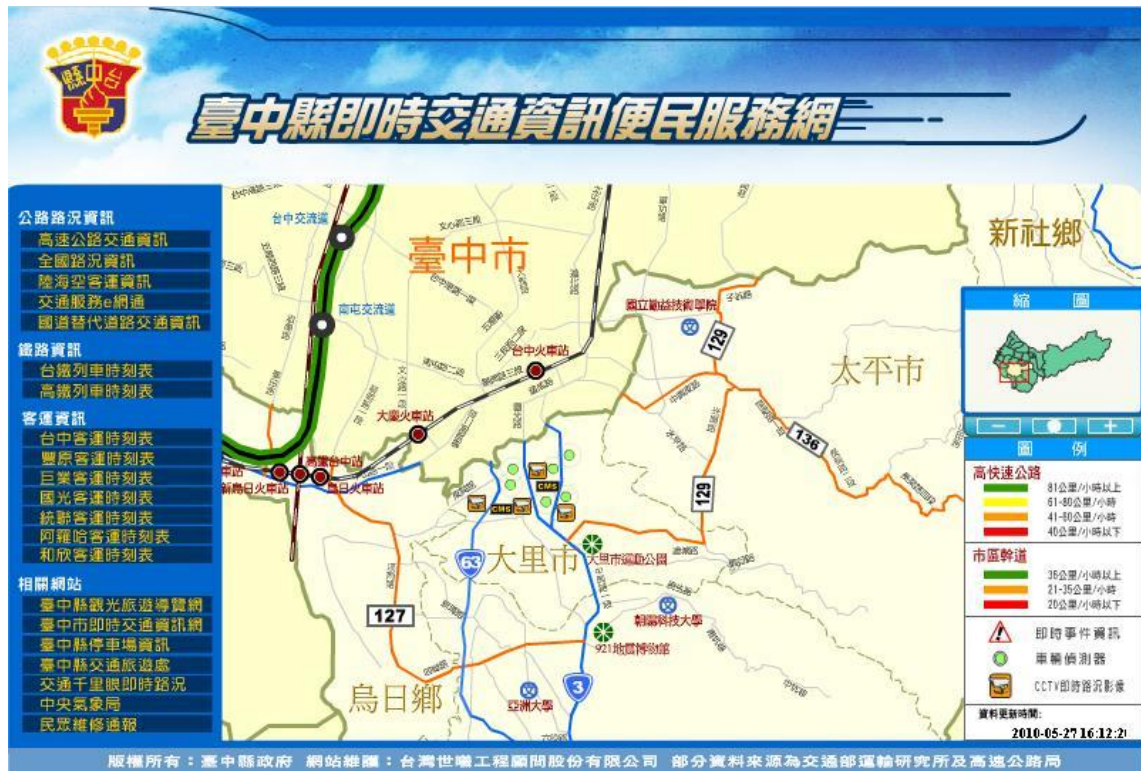 縣中台
臺中縣即時交通資訊便民服務網
公路路況資訊
高速公路交通資訊
全國路況資訊
陸海空客運資訊
交通服務e網通
國道替代道路交通資訊
鐵路資訊
台鐵列車時刻表
高鐵列車時刻表
客運資訊
台中客運時刻表
豐原客運時刻表
巨業客運時刻表
國光客運時刻表
統聯客運時刻表
阿羅哈客運時刻表
和欣客運時刻表
相關網站
臺中縣觀光旅遊導覽網
臺中市即時交通資訊網
臺中縣停車場資訊
臺中縣交通旅遊處
交通千里眼即時路況
中央氣象局
民眾維修通報
台中交流道
臺中市
南屯交流道
新社鄉
國立勤益技術學院
129
台中火車站
太平市
大慶火車站
136
高鐵台中站
車站
新烏日火車站
烏日火車站
129
CMS
CMS
63
大里市
大里市運動公園
127
朝陽科技大學
921地震博物館
3
烏日鄉
亞洲大學
縮圖
圖例
高快速公路
81公里/小時以上
61-80公里/小時
41-60公里/小時
40公里/小時以下
市區幹道
35公里/小時以上
21-35公里/小時
20公里/小時以下
即時事件資訊
車輛偵測器
CCTV即時路況影像
資料更新時間:
2010-05-27 16:12:20
版權所有：臺中縣政府 網站維護：台灣世曦工程顧問股份有限公司 部分資料來源為交通部運輸研究所及高速公路局